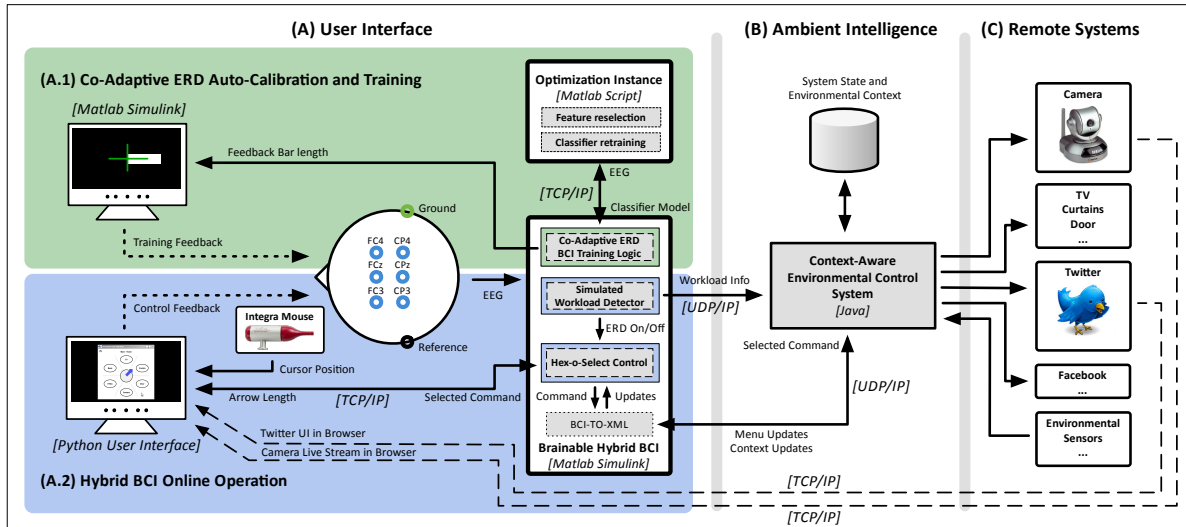 (A) User Interface
(B) Ambient Intelligence
(C) Remote Systems
(A.1) Co-Adaptive ERD Auto-Calibration and Training
[Matlab Simulink]
Feedback Bar length
Training Feedback
Optimization Instance
[Matlab Script]
Feature reselection
Classifier retraining
EEG
[TCP/IP]
Classifier Model
Ground
FC4 CP4
FCz CPz
FC3 CP3
Reference
EEG
Co-Adaptive ERD
BCI Training Logic
Simulated
Workload Detector
ERD On/Off
Hex-o-Select Control
Command Updates
BCI-TO-XML
Brainable Hybrid BCI
[Matlab Simulink]
Control Feedback
Integra Mouse
Cursor Position
Arrow Length
[TCP/IP]
Selected Command
[Python User Interface]
Twitter UI in Browser
Camera Live Stream in Browser
(A.2) Hybrid BCI Online Operation
System State and
Environmental Context
Workload Info
[UDP/IP]
Context-Aware
Environmental Control
System
[Java]
Selected Command
[UDP/IP]
Menu Updates
Context Updates
[TCP/IP]
[TCP/IP]
Camera
TV
Curtains
Door
...
Twitter
Facebook
...
Environmental
Sensors
...